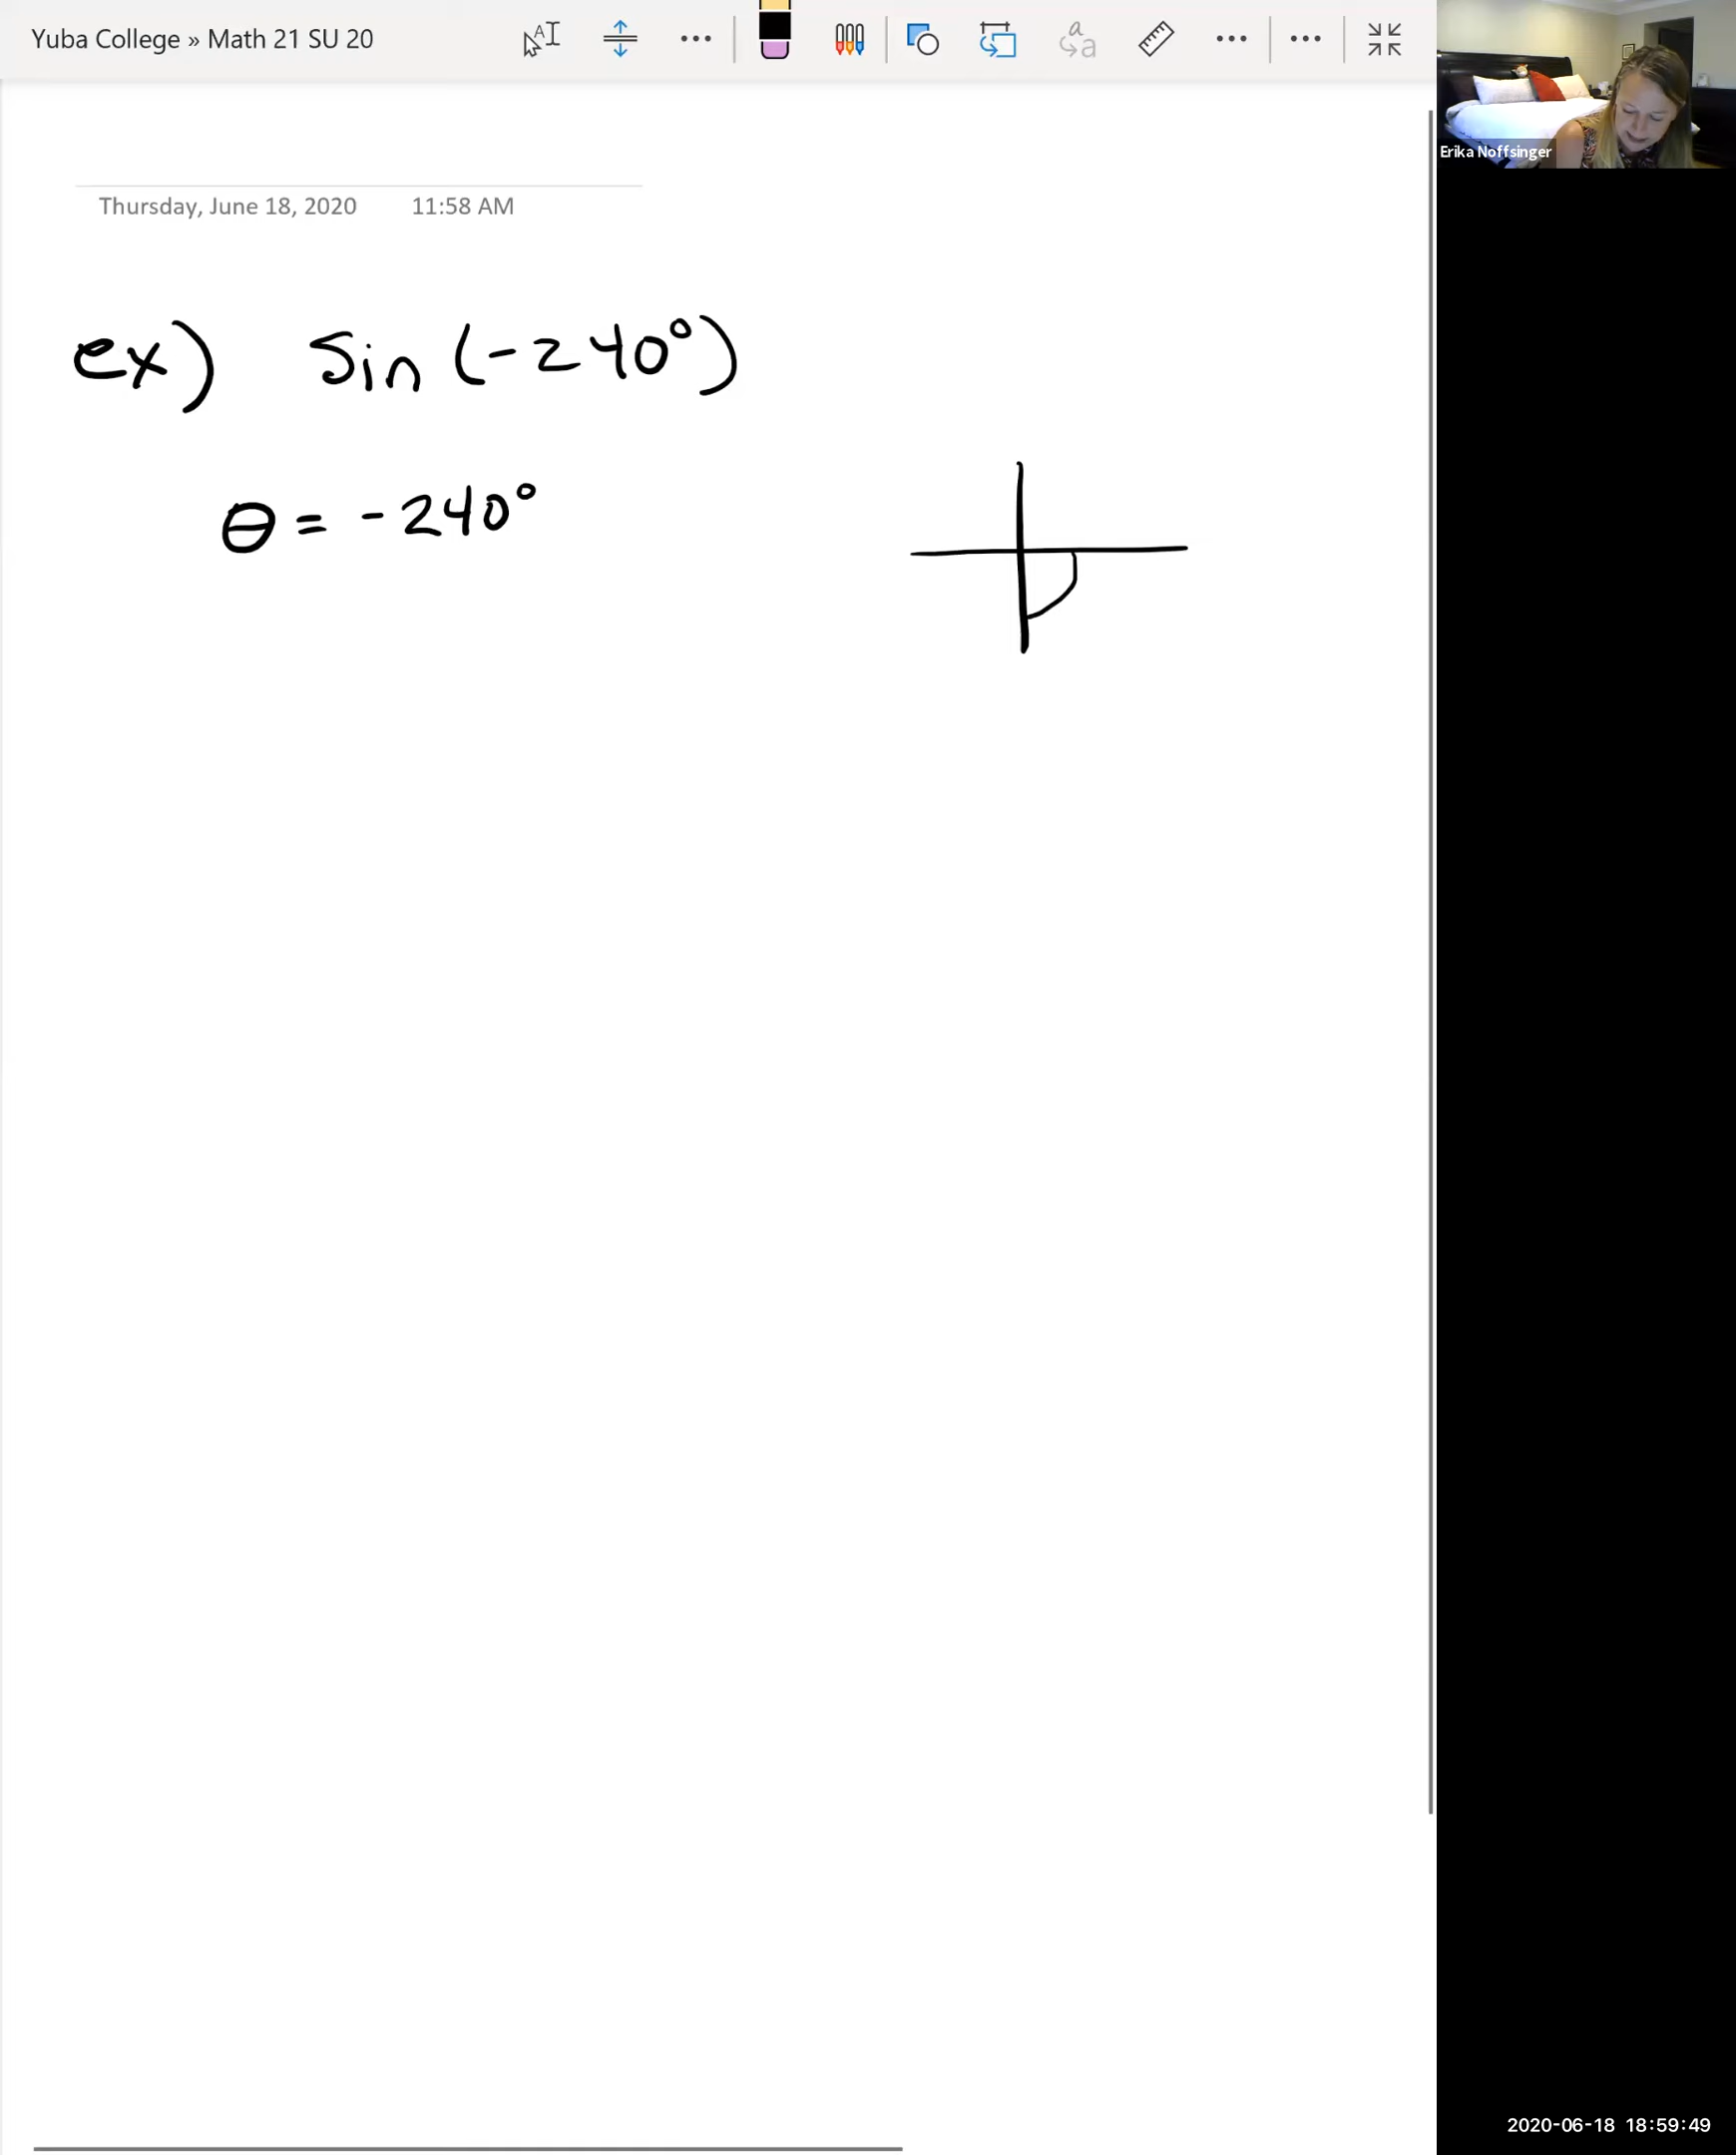 Yuba College » Math 21 SU 20
Erika Noffsinger
Thursday, June 18, 2020 11:58 AM
ex) Sin (-240°)
θ = -240°
2020-06-18 18:59:49